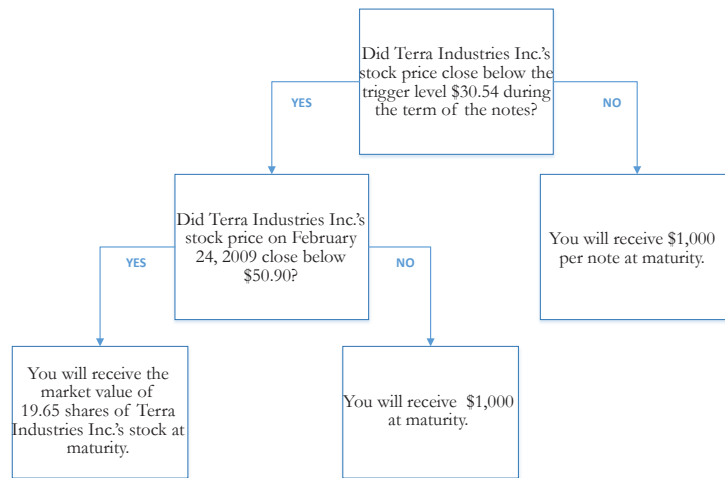 Did Terra Industries Inc.'s
stock price close below the
trigger level $30.54 during
the term of the notes?
YES
NO
Did Terra Industries Inc.'s
stock price on February
24, 2009 close below
$50.90?
You will receive $1,000
per note at maturity.
YES
NO
You will receive the
market value of
19.65 shares of Terra
Industries Inc.'s stock at
maturity.
You will receive $1,000
at maturity.